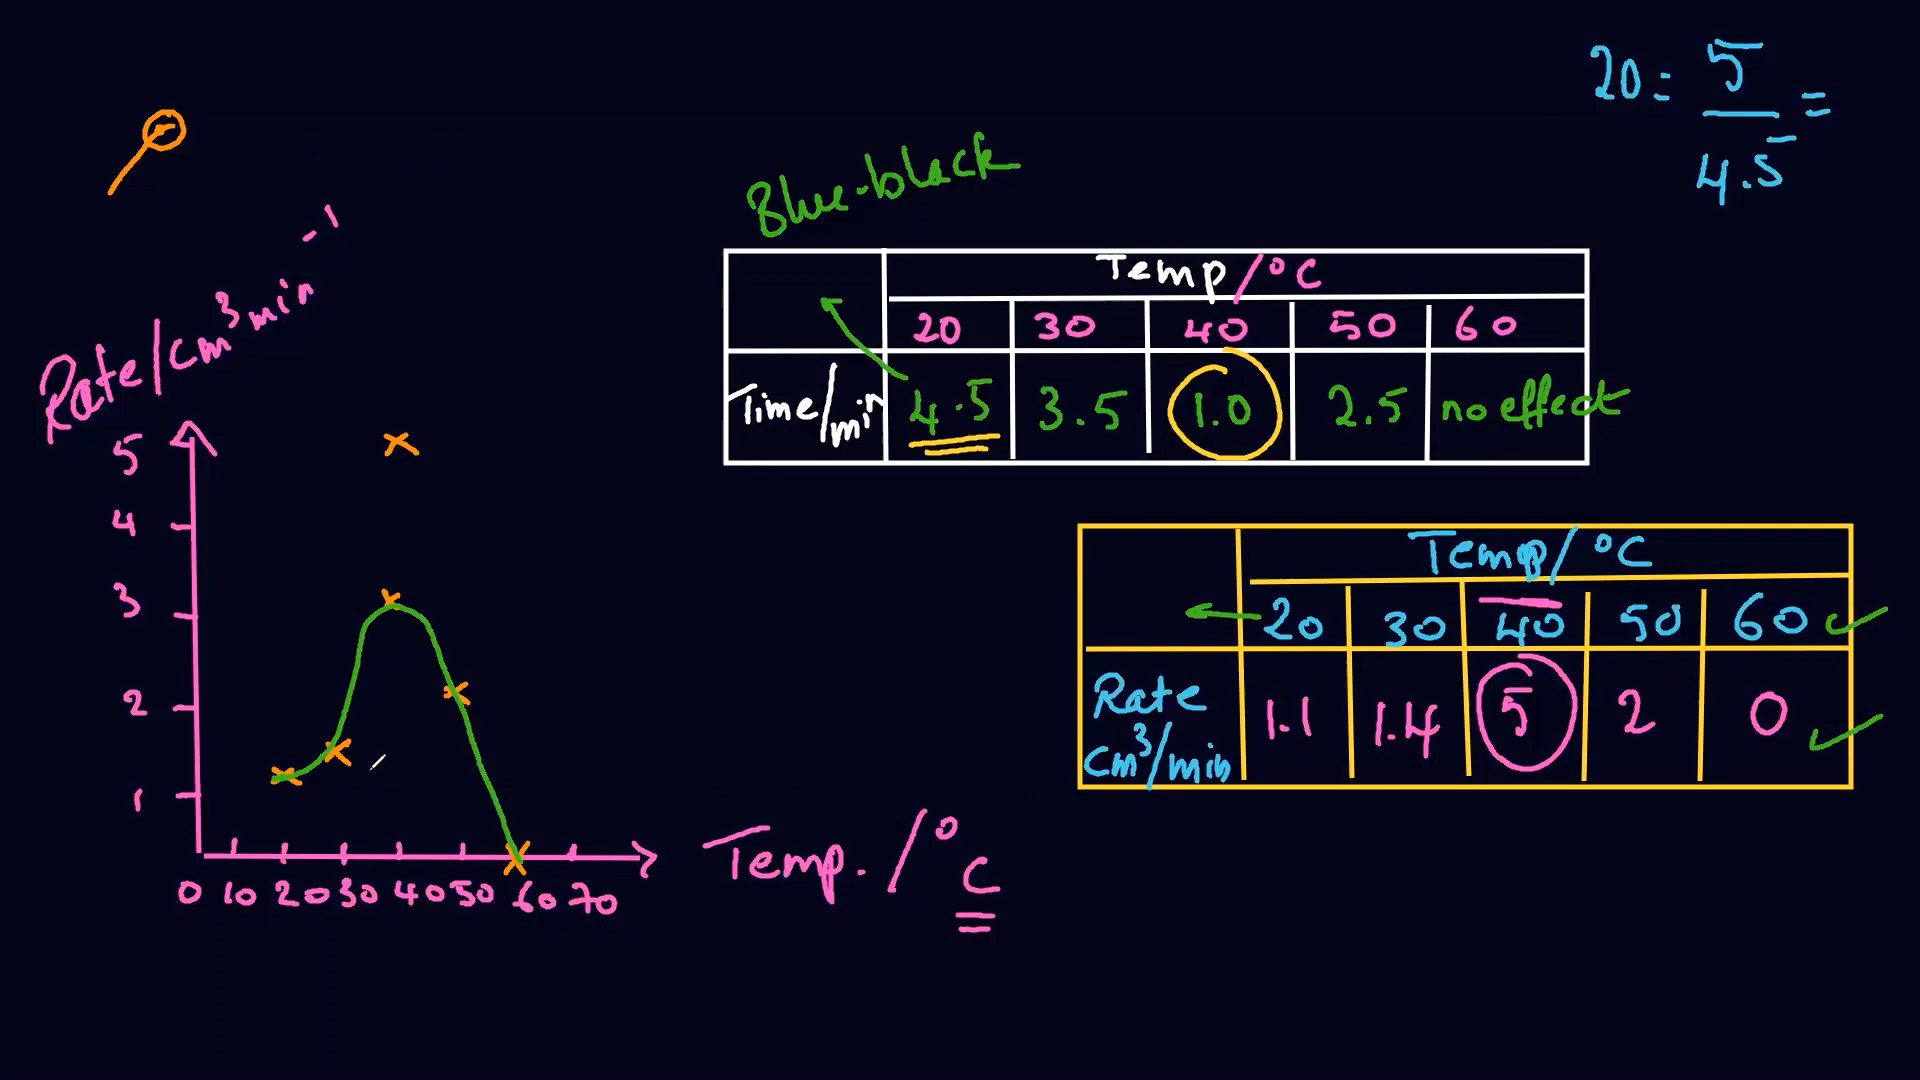 20 = 5 =
4.5
Blue-black
Temp/°C
20 30 40 50 60
Time/min 4.5 3.5 1.0 2.5 no effect
Rate/cm³min⁻¹
5
4
3
2
1
0 10 20 30 40 50 60 70
Temp. /°C
Temp/°C
20 30 40 50 60
Rate
cm³/min
1.1 1.4 5 2 0